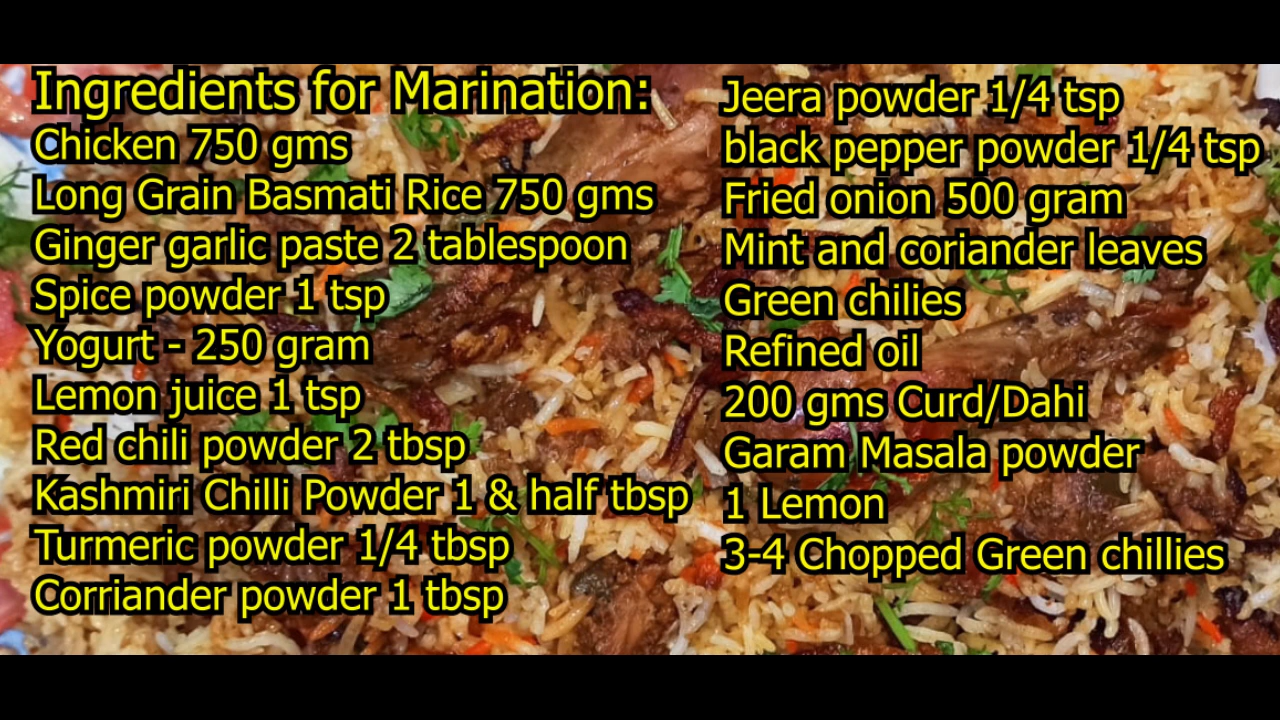 Ingredients for Marination:
Chicken 750 gms
Long Grain Basmati Rice 750 gms
Ginger garlic paste 2 tablespoon
Spice powder 1 tsp
Yogurt - 250 gram
Lemon juice 1 tsp
Red chili powder 2 tbsp
Kashmiri Chilli Powder 1 & half tbsp
Turmeric powder 1/4 tbsp
Corriander powder 1 tbsp
Jeera powder 1/4 tsp
black pepper powder 1/4 tsp
Fried onion 500 gram
Mint and coriander leaves
Green chilies
Refined oil
200 gms Curd/Dahi
Garam Masala powder
1 Lemon
3-4 Chopped Green chillies